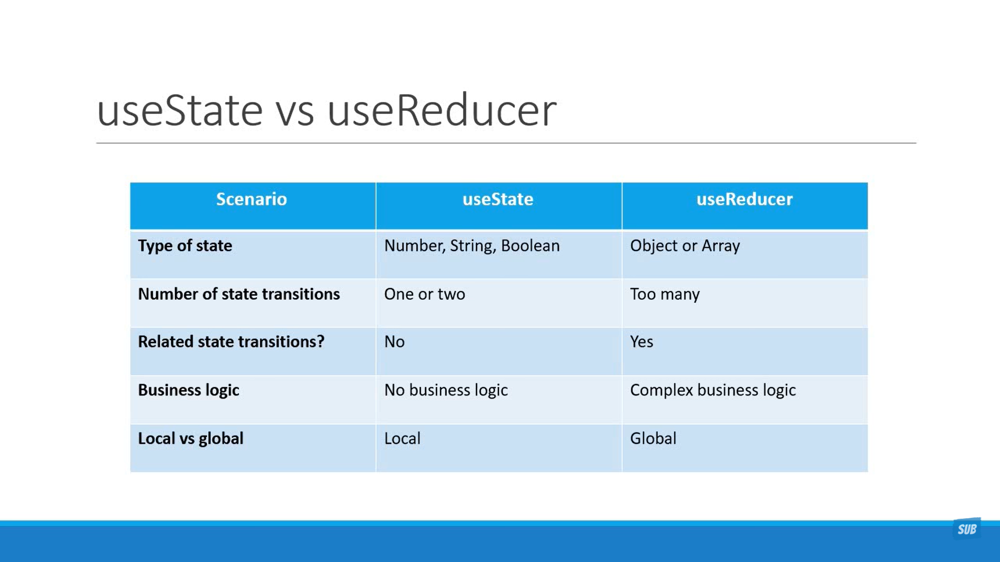 useState vs useReducer
Scenario useState useReducer
Type of state Number, String, Boolean Object or Array
Number of state transitions One or two Too many
Related state transitions? No Yes
Business logic No business logic Complex business logic
Local vs global Local Global
SUB